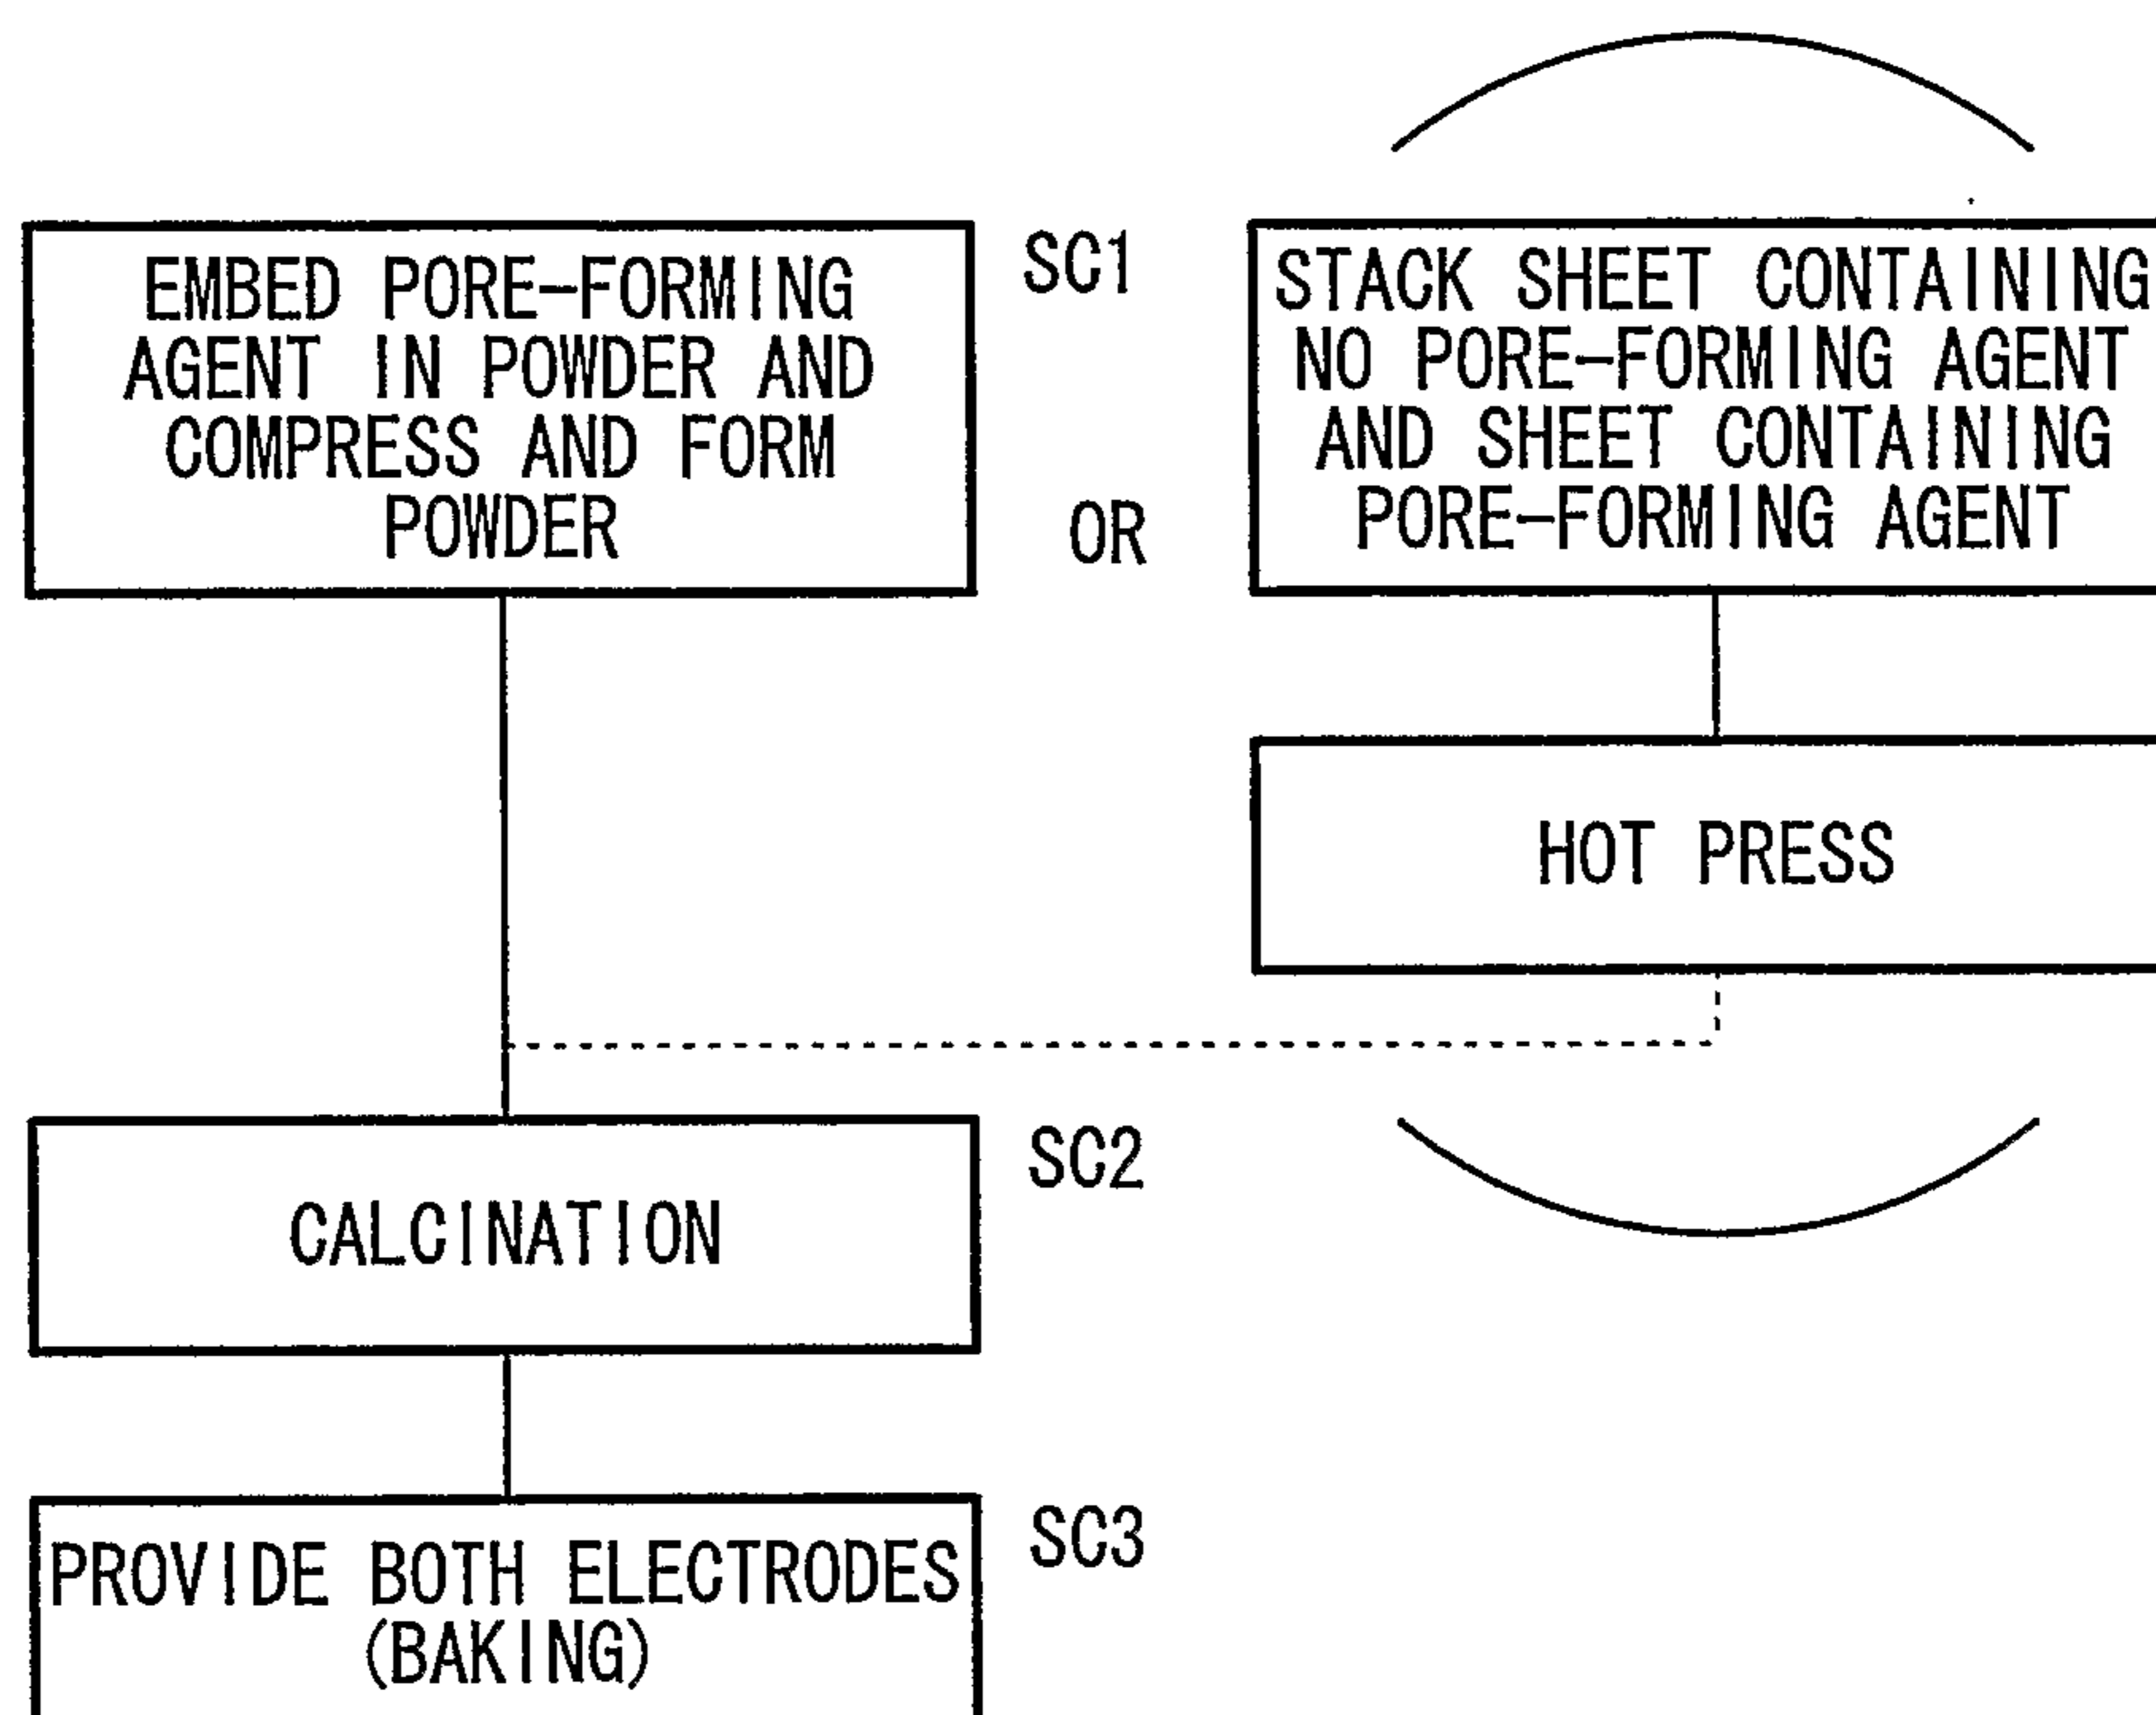 EMBED PORE-FORMING
AGENT IN POWDER AND
COMPRESS AND FORM
POWDER
SC1
OR
STACK SHEET CONTAINING
NO PORE-FORMING AGENT
AND SHEET CONTAINING
PORE-FORMING AGENT
HOT PRESS
CALCINATION
SC2
PROVIDE BOTH ELECTRODES
(BAKING)
SC3